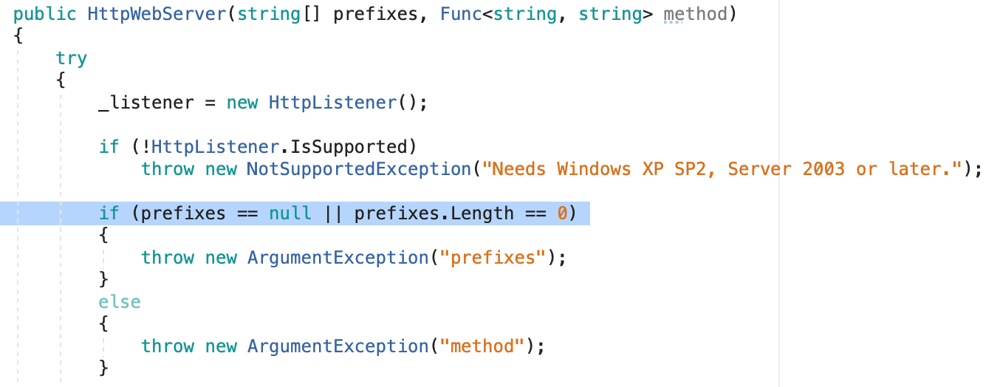 public HttpWebServer(string[] prefixes, Func<string, string> method)
{
try
{
_listener = new HttpListener();
if (!HttpListener.IsSupported)
throw new NotSupportedException("Needs Windows XP SP2, Server 2003 or later.");
if (prefixes == null || prefixes.Length == 0)
{
throw new ArgumentException("prefixes");
}
else
{
throw new ArgumentException("method");
}